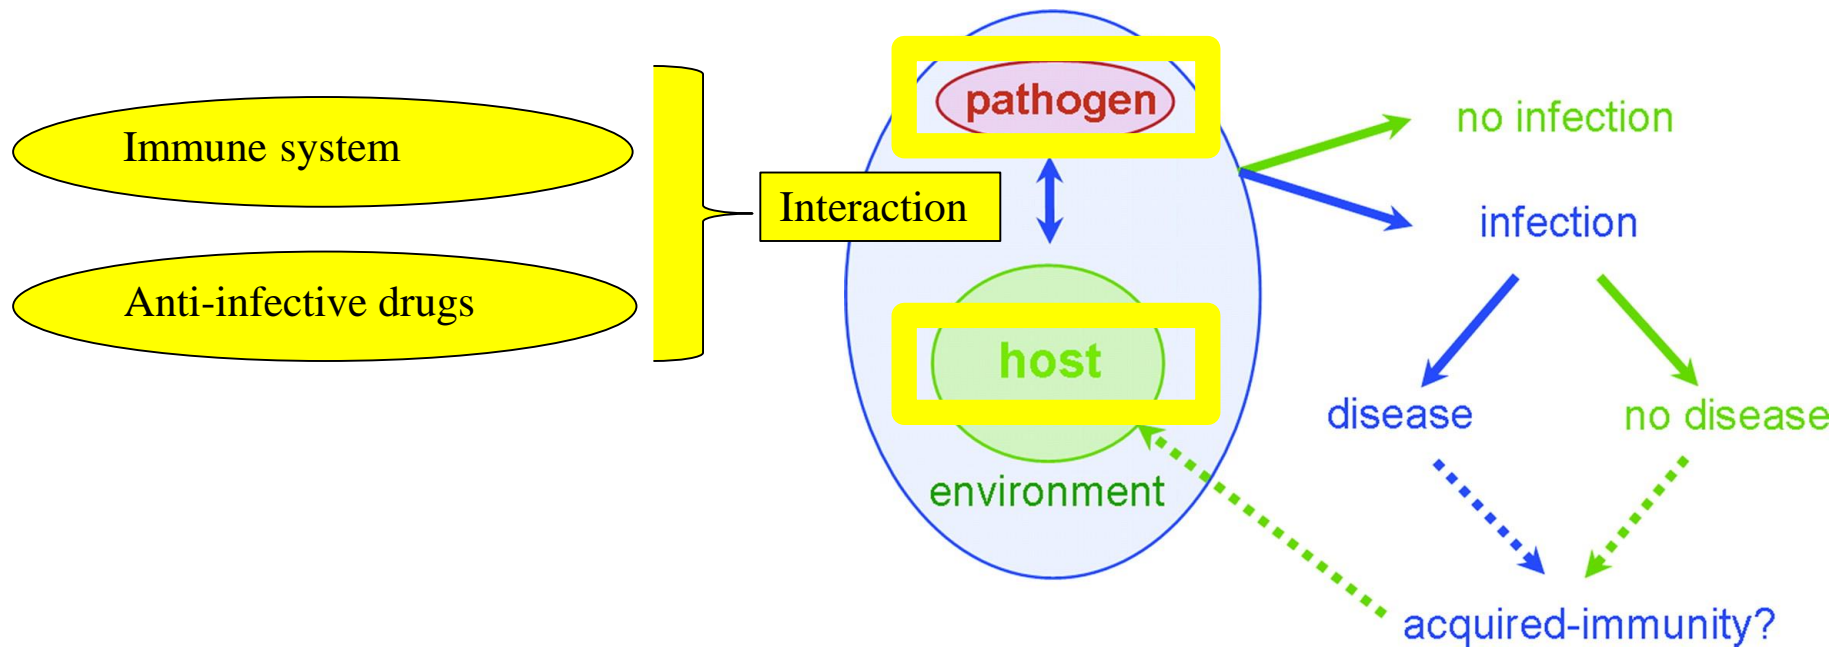 Immune system
Anti-infective drugs
Interaction
pathogen
host
environment
no infection
infection
disease
no disease
acquired-immunity?